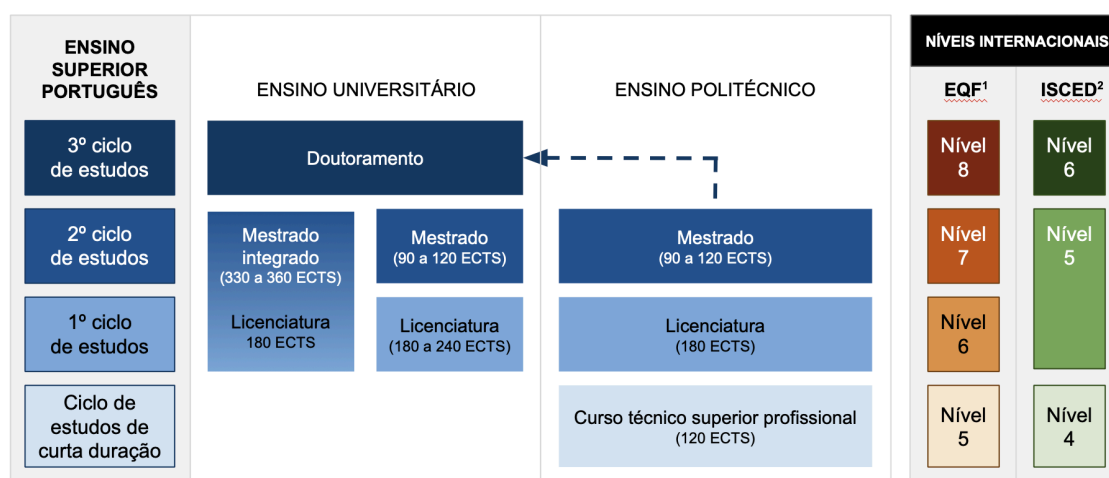 ENSINO
SUPERIOR
PORTUGUÊS
ENSINO UNIVERSITÁRIO
ENSINO POLITÉCNICO
NÍVEIS INTERNACIONAIS
EQF¹
ISCED²
3º ciclo
de estudos
Doutoramento
Nível
8
Nível
6
2º ciclo
de estudos
Mestrado
integrado
(330 a 360 ECTS)
Licenciatura
180 ECTS
Mestrado
(90 a 120 ECTS)
Mestrado
(90 a 120 ECTS)
Nível
7
Nível
5
1º ciclo
de estudos
Licenciatura
(180 a 240 ECTS)
Licenciatura
(180 ECTS)
Nível
6
Ciclo de
estudos de
curta duração
Curso técnico superior profissional
(120 ECTS)
Nível
5
Nível
4